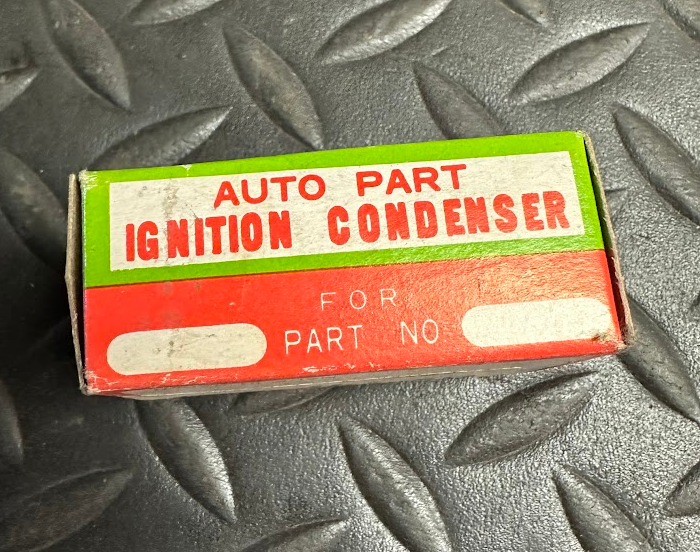 AUTO PART
IGNITION CONDENSER
FOR
PART NO